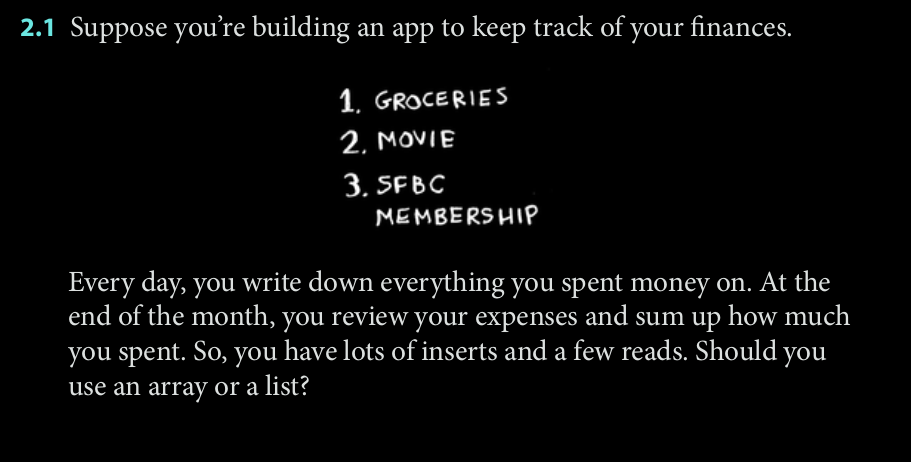 2.1 Suppose you’re building an app to keep track of your finances.
1. GROCERIES
2. MOVIE
3. SFBC
MEMBERSHIP
Every day, you write down everything you spent money on. At the
end of the month, you review your expenses and sum up how much
you spent. So, you have lots of inserts and a few reads. Should you
use an array or a list?